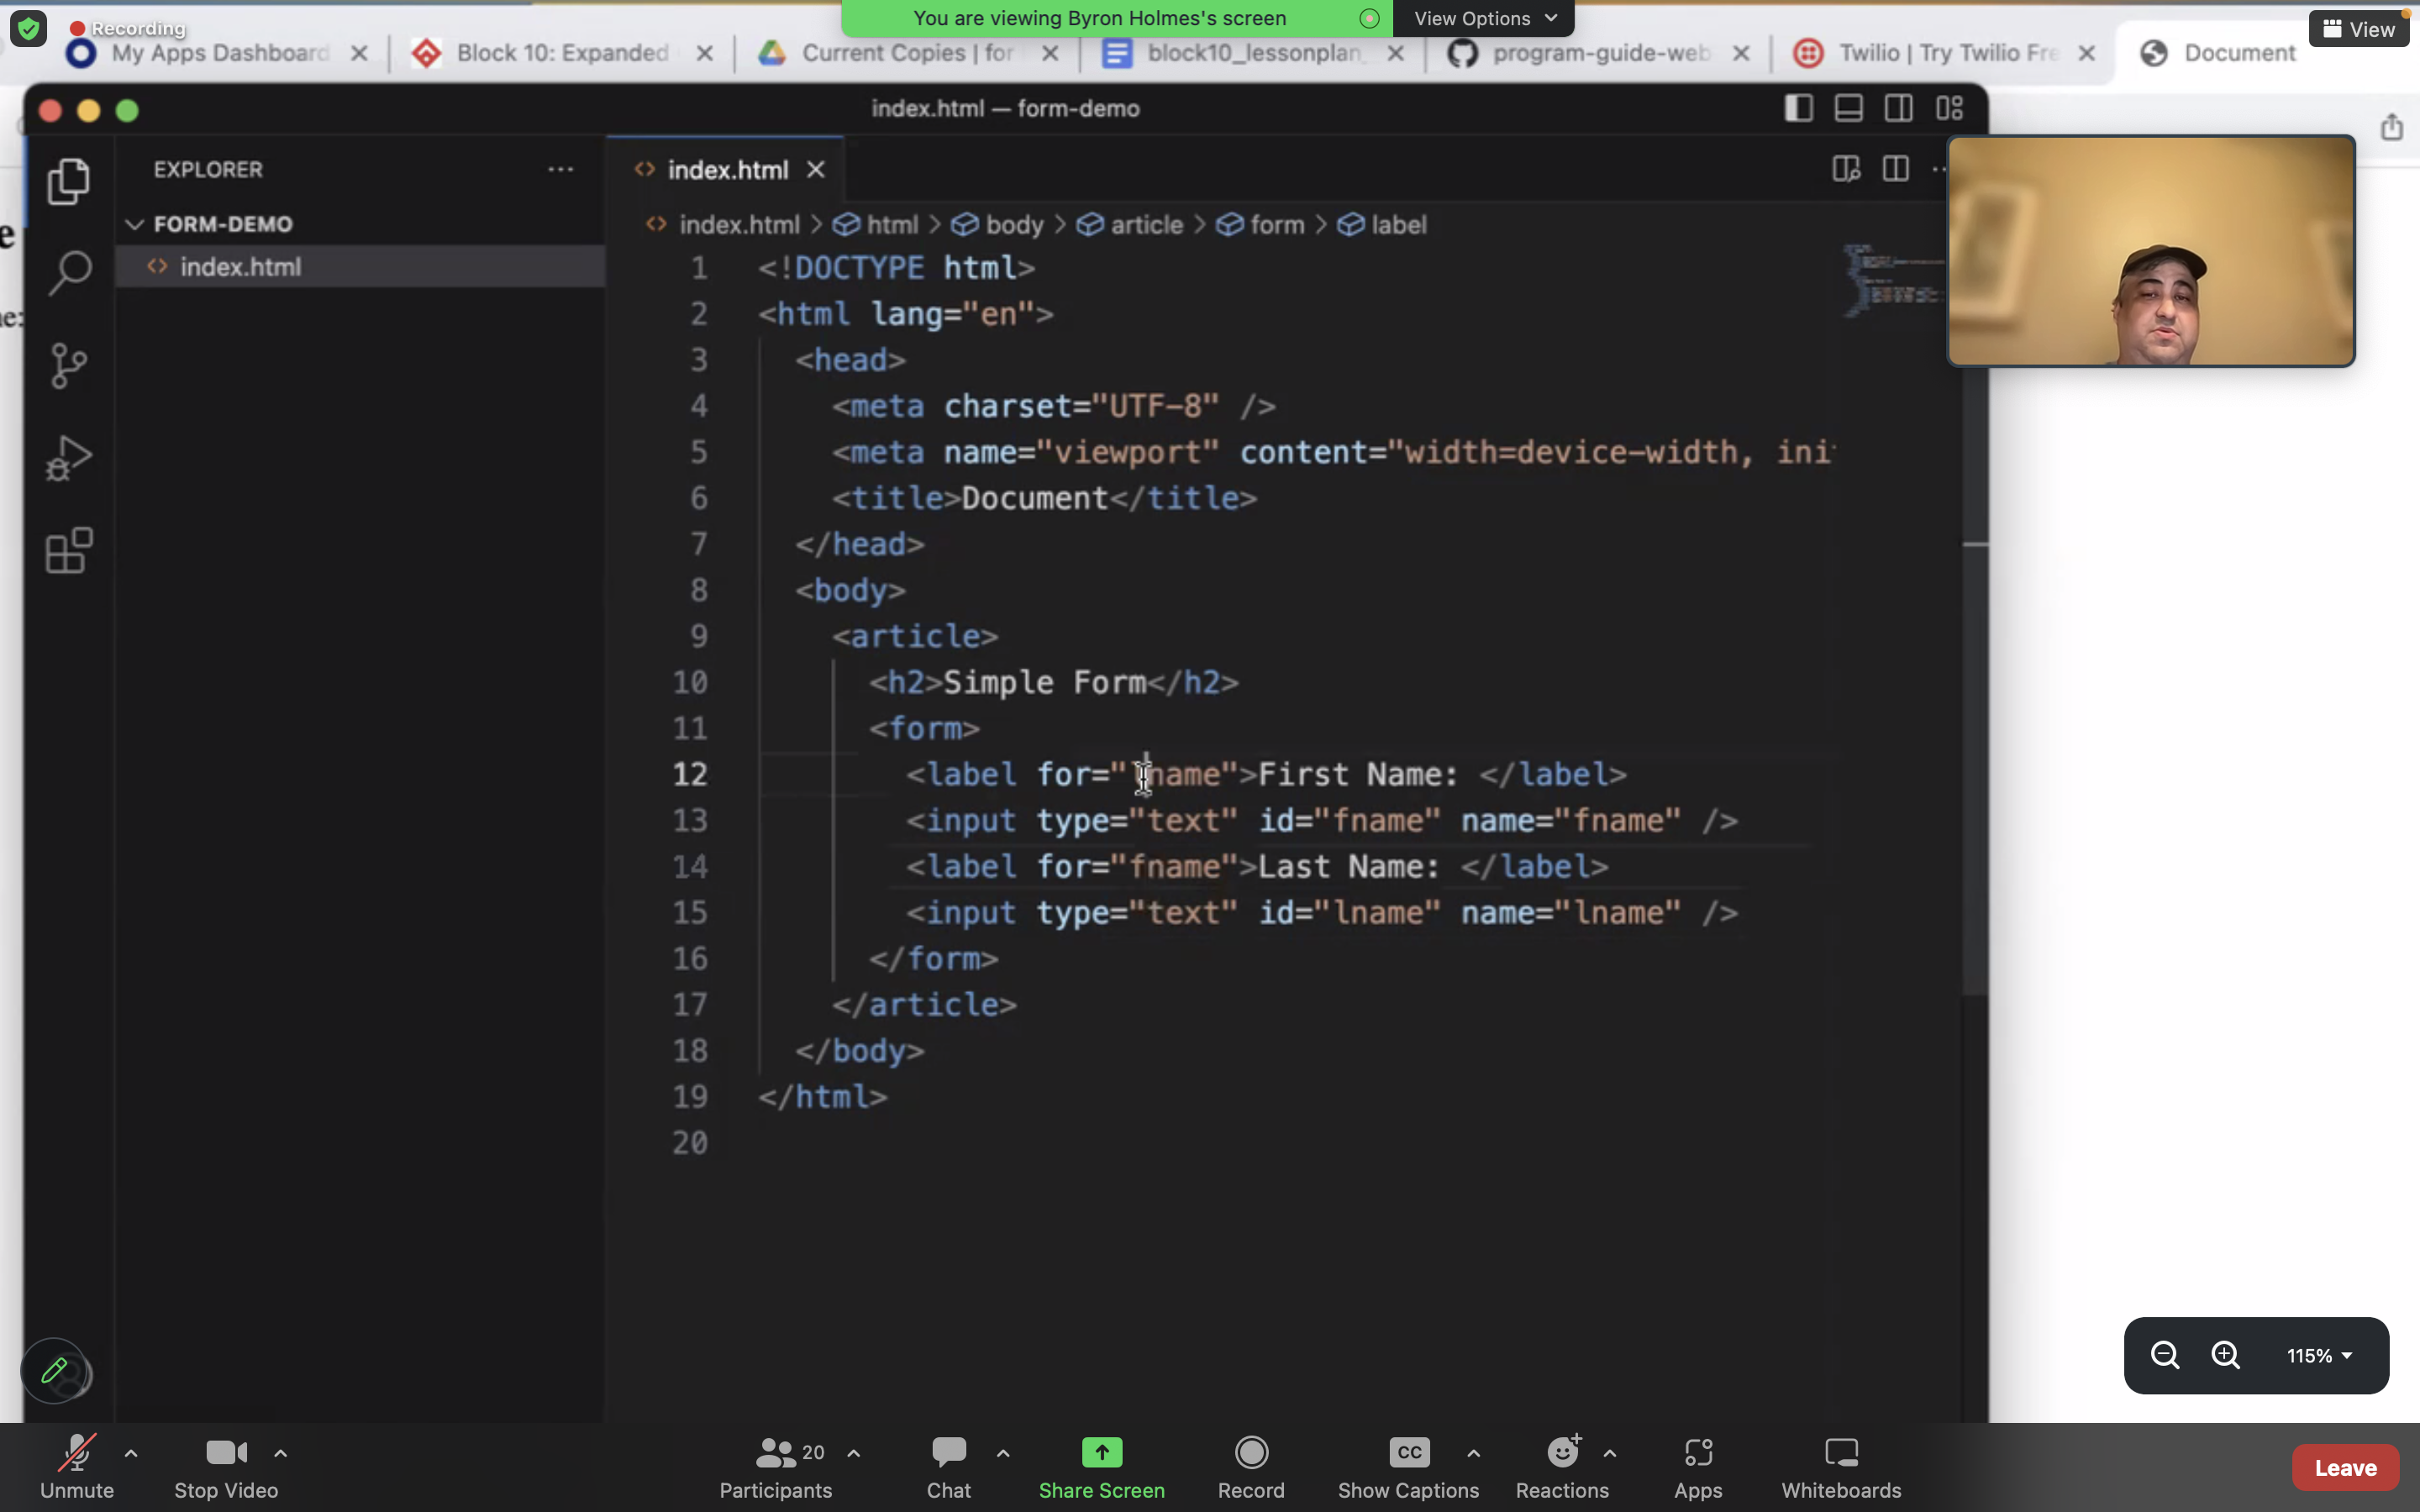 Recording
You are viewing Byron Holmes's screen
View Options
View
My Apps Dashboard
Block 10: Expanded
Current Copies | for
block10_lessonplan_
program-guide-web
Twilio | Try Twilio Fre
Document
index.html — form-demo
EXPLORER
FORM-DEMO
index.html
index.html
index.html > html > body > article > form > label
e
ne:
1 <!DOCTYPE html>
2 <html lang="en">
3 <head>
4 <meta charset="UTF-8" />
5 <meta name="viewport" content="width=device-width, ini
6 <title>Document</title>
7 </head>
8 <body>
9 <article>
10 <h2>Simple Form</h2>
11 <form>
12 <label for="lname">First Name: </label>
13 <input type="text" id="fname" name="fname" />
14 <label for="fname">Last Name: </label>
15 <input type="text" id="lname" name="lname" />
16 </form>
17 </article>
18 </body>
19 </html>
20
115%
Unmute
Stop Video
20
Participants
Chat
Share Screen
Record
CC
Show Captions
Reactions
Apps
Whiteboards
Leave